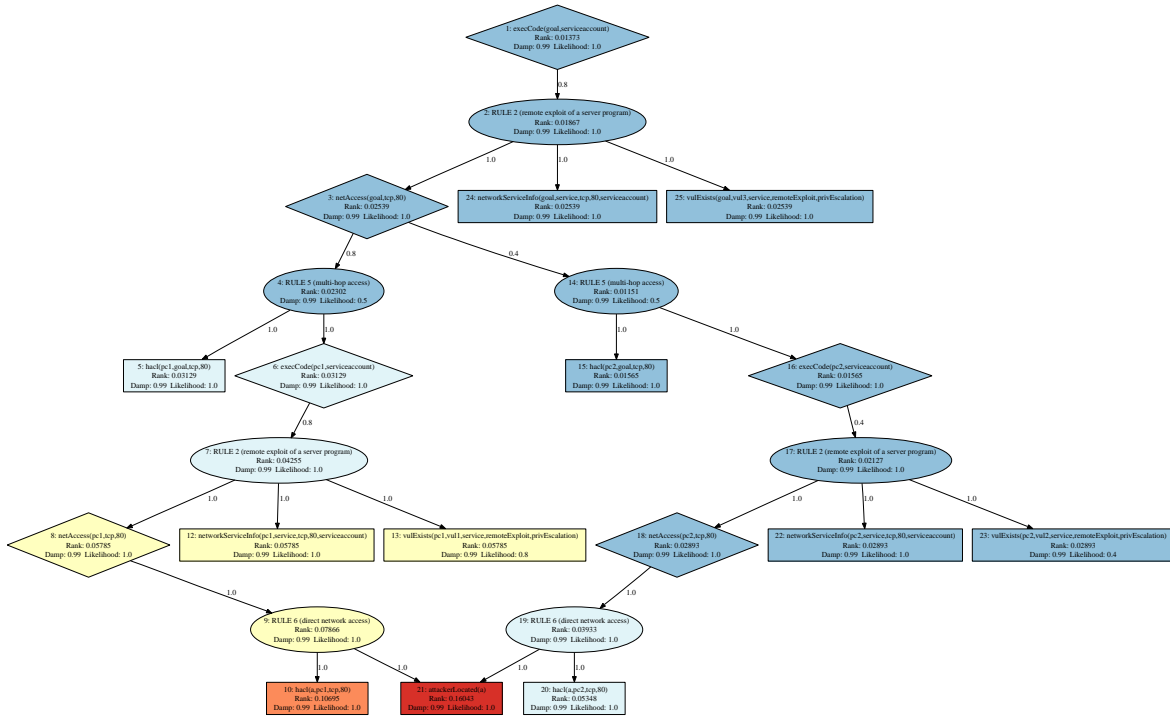 1: execCode(goal,serviceaccount)
Rank: 0.01373
Damp: 0.99 Likelihood: 1.0
0.8
2: RULE 2 (remote exploit of a server program)
Rank: 0.01867
Damp: 0.99 Likelihood: 1.0
1.0
1.0
1.0
3: netAccess(goal,tcp,80)
Rank: 0.02539
Damp: 0.99 Likelihood: 1.0
24: networkServiceInfo(goal,service,tcp,80,serviceaccount)
Rank: 0.02539
Damp: 0.99 Likelihood: 1.0
25: vulExists(goal,vul3,service,remoteExploit,privEscalation)
Rank: 0.02539
Damp: 0.99 Likelihood: 1.0
0.8
0.4
4: RULE 5 (multi-hop access)
Rank: 0.02302
Damp: 0.99 Likelihood: 0.5
14: RULE 5 (multi-hop access)
Rank: 0.01151
Damp: 0.99 Likelihood: 0.5
1.0
1.0
1.0
1.0
5: hacl(pc1,goal,tcp,80)
Rank: 0.03129
Damp: 0.99 Likelihood: 1.0
6: execCode(pc1,serviceaccount)
Rank: 0.03129
Damp: 0.99 Likelihood: 1.0
15: hacl(pc2,goal,tcp,80)
Rank: 0.01565
Damp: 0.99 Likelihood: 1.0
16: execCode(pc2,serviceaccount)
Rank: 0.01565
Damp: 0.99 Likelihood: 1.0
0.8
0.4
7: RULE 2 (remote exploit of a server program)
Rank: 0.04255
Damp: 0.99 Likelihood: 1.0
17: RULE 2 (remote exploit of a server program)
Rank: 0.02127
Damp: 0.99 Likelihood: 1.0
1.0
1.0
1.0
1.0
1.0
1.0
8: netAccess(pc1,tcp,80)
Rank: 0.05785
Damp: 0.99 Likelihood: 1.0
12: networkServiceInfo(pc1,service,tcp,80,serviceaccount)
Rank: 0.05785
Damp: 0.99 Likelihood: 1.0
13: vulExists(pc1,vul1,service,remoteExploit,privEscalation)
Rank: 0.05785
Damp: 0.99 Likelihood: 0.8
18: netAccess(pc2,tcp,80)
Rank: 0.02893
Damp: 0.99 Likelihood: 1.0
22: networkServiceInfo(pc2,service,tcp,80,serviceaccount)
Rank: 0.02893
Damp: 0.99 Likelihood: 1.0
23: vulExists(pc2,vul2,service,remoteExploit,privEscalation)
Rank: 0.02893
Damp: 0.99 Likelihood: 0.4
1.0
1.0
9: RULE 6 (direct network access)
Rank: 0.07866
Damp: 0.99 Likelihood: 1.0
19: RULE 6 (direct network access)
Rank: 0.03933
Damp: 0.99 Likelihood: 1.0
1.0
1.0
1.0
1.0
10: hacl(a,pc1,tcp,80)
Rank: 0.10695
Damp: 0.99 Likelihood: 1.0
21: attackerLocated(a)
Rank: 0.16043
Damp: 0.99 Likelihood: 1.0
20: hacl(a,pc2,tcp,80)
Rank: 0.05348
Damp: 0.99 Likelihood: 1.0